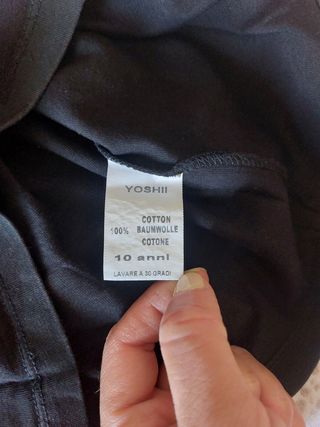 YOSHII
COTTON
100% BAUMWOLLE
COTONE
10 anni
LAVARE A 30 GRADI